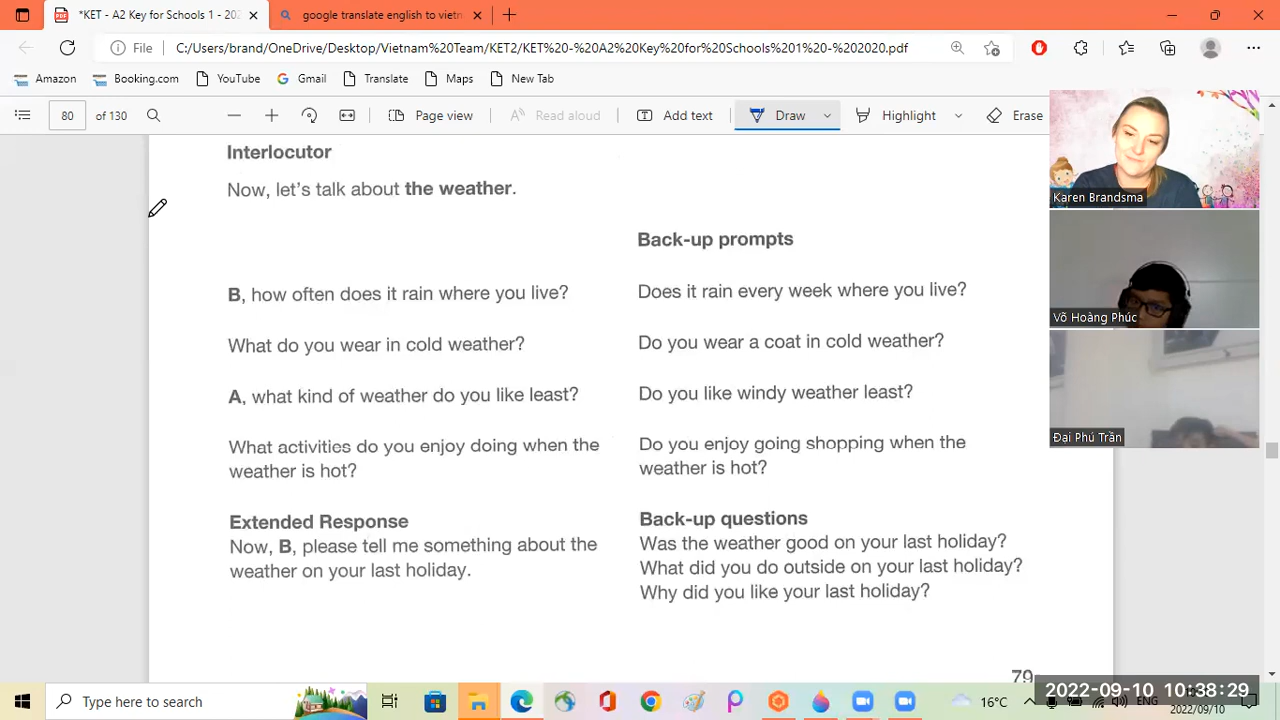 *KET - A2 Key for Schools 1 - 202
google translate english to vietn
File
C:/Users/brand/OneDrive/Desktop/Vietnam%20Team/KET2/KET%20-%20A2%20Key%20for%20Schools%201%20-%202020.pdf
Amazon
Booking.com
YouTube
Gmail
Translate
Maps
New Tab
80 of 130
Page view
Read aloud
Add text
Draw
Highlight
Erase
Interlocutor
Now, let's talk about the weather.
Back-up prompts
B, how often does it rain where you live?
Does it rain every week where you live?
What do you wear in cold weather?
Do you wear a coat in cold weather?
A, what kind of weather do you like least?
Do you like windy weather least?
What activities do you enjoy doing when the
weather is hot?
Do you enjoy going shopping when the
weather is hot?
Extended Response
Now, B, please tell me something about the
weather on your last holiday.
Back-up questions
Was the weather good on your last holiday?
What did you do outside on your last holiday?
Why did you like your last holiday?
79
Karen Brandsma
Võ Hoàng Phúc
Đại Phú Trần
Type here to search
16°C
ENG
2022-09-10 10:38:29
2022/09/10